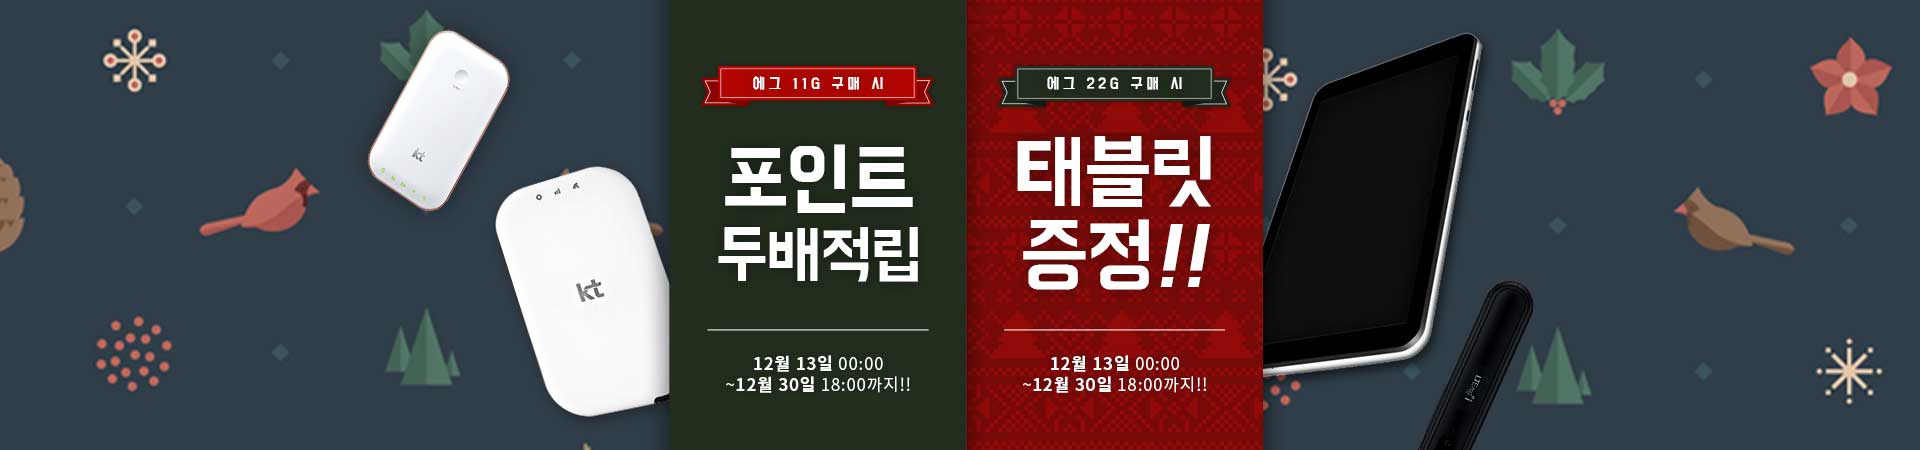 kt
kt
에그 11G 구매 시
포인트
두배적립
12월 13일 00:00
~12월 30일 18:00까지!!
에그 22G 구매 시
태블릿
증정!!
12월 13일 00:00
~12월 30일 18:00까지!!